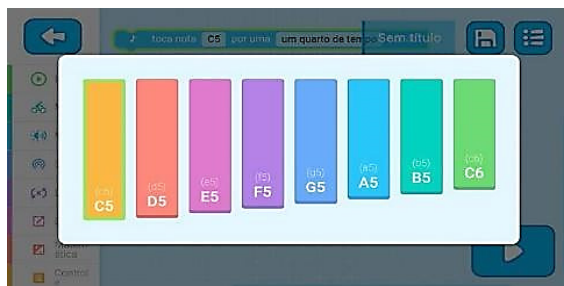 toca nota C5 por uma um quarto de tempo Sem título
(c5) (d5) (e5) (f5) (g5) (a5) (b5) (c6)
C5 D5 E5 F5 G5 A5 B5 C6
Control